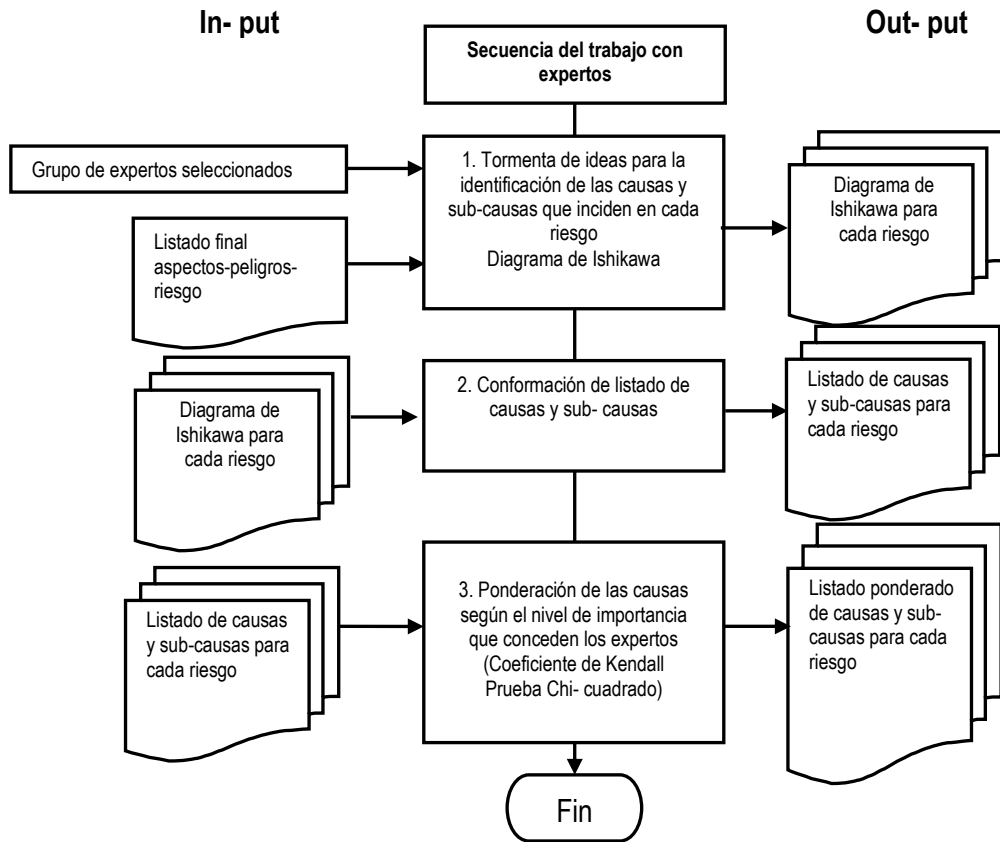 In- put
Out- put
Secuencia del trabajo con
expertos
Grupo de expertos seleccionados
1. Tormenta de ideas para la
identificación de las causas y
sub-causas que inciden en cada
riesgo
Diagrama de Ishikawa
Diagrama de
Ishikawa para
cada riesgo
Listado final
aspectos-peligros-
riesgo
Diagrama de
Ishikawa para
cada riesgo
2. Conformación de listado de
causas y sub- causas
Listado de causas
y sub-causas para
cada riesgo
Listado de causas
y sub-causas para
cada riesgo
3. Ponderación de las causas
según el nivel de importancia
que conceden los expertos
(Coeficiente de Kendall
Prueba Chi- cuadrado)
Listado ponderado
de causas y sub-
causas para cada
riesgo
Fin